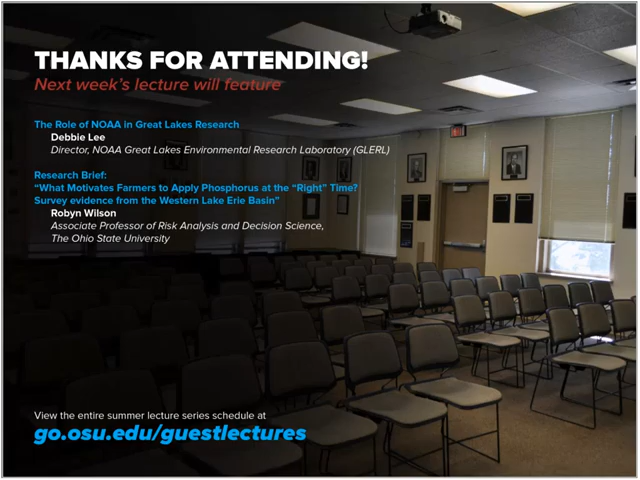 THANKS FOR ATTENDING!
Next week's lecture will feature
The Role of NOAA in Great Lakes Research
Debbie Lee
Director, NOAA Great Lakes Environmental Research Laboratory (GLERL)
Research Brief:
“What Motivates Farmers to Apply Phosphorus at the “Right” Time?
Survey evidence from the Western Lake Erie Basin”
Robyn Wilson
Associate Professor of Risk Analysis and Decision Science,
The Ohio State University
View the entire summer lecture series schedule at
go.osu.edu/guestlectures